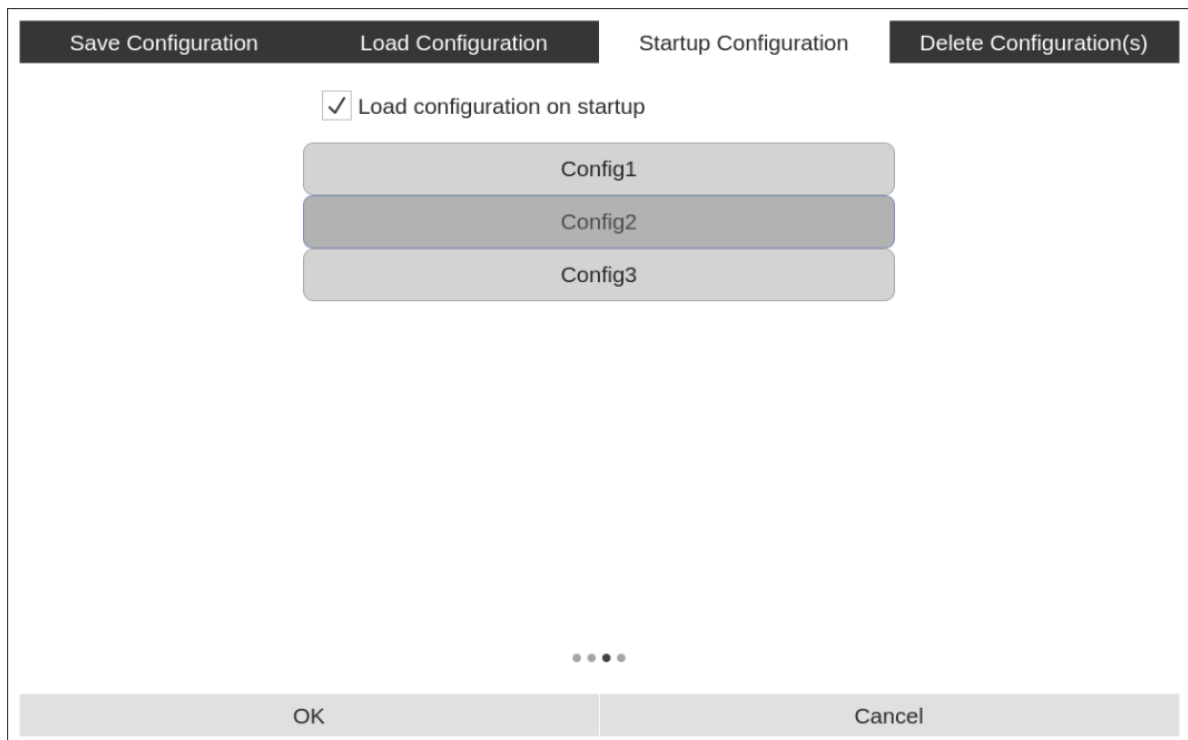 Save Configuration Load Configuration Startup Configuration Delete Configuration(s)
Load configuration on startup
Config1
Config2
Config3
OK Cancel